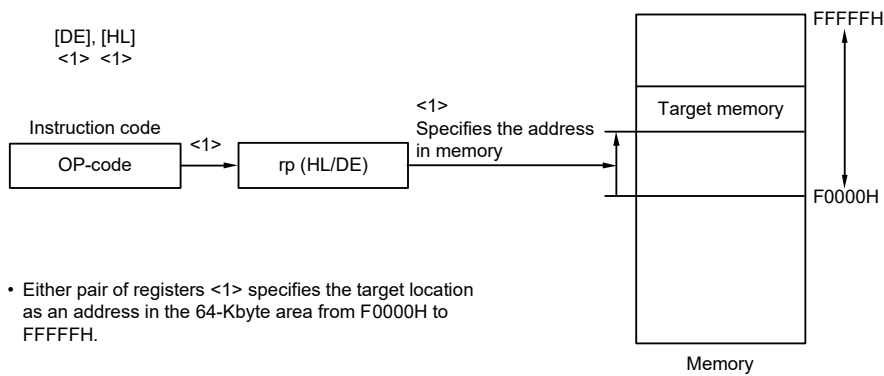 [DE], [HL]
<1> <1>
FFFFFH
Instruction code
OP-code
<1>
rp (HL/DE)
<1>
Specifies the address
in memory
Target memory
F0000H
• Either pair of registers <1> specifies the target location
as an address in the 64-Kbyte area from F0000H to
FFFFFH.
Memory